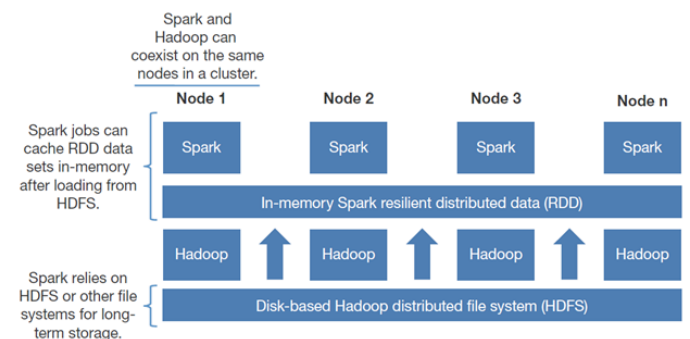 Spark and
Hadoop can
coexist on the same
nodes in a cluster.
Node 1
Node 2
Node 3
Node n
Spark jobs can
cache RDD data
sets in-memory
after loading from
HDFS.
Spark
Spark
Spark
Spark
In-memory Spark resilient distributed data (RDD)
Hadoop
Hadoop
Hadoop
Hadoop
Spark relies on
HDFS or other file
systems for long-
term storage.
Disk-based Hadoop distributed file system (HDFS)